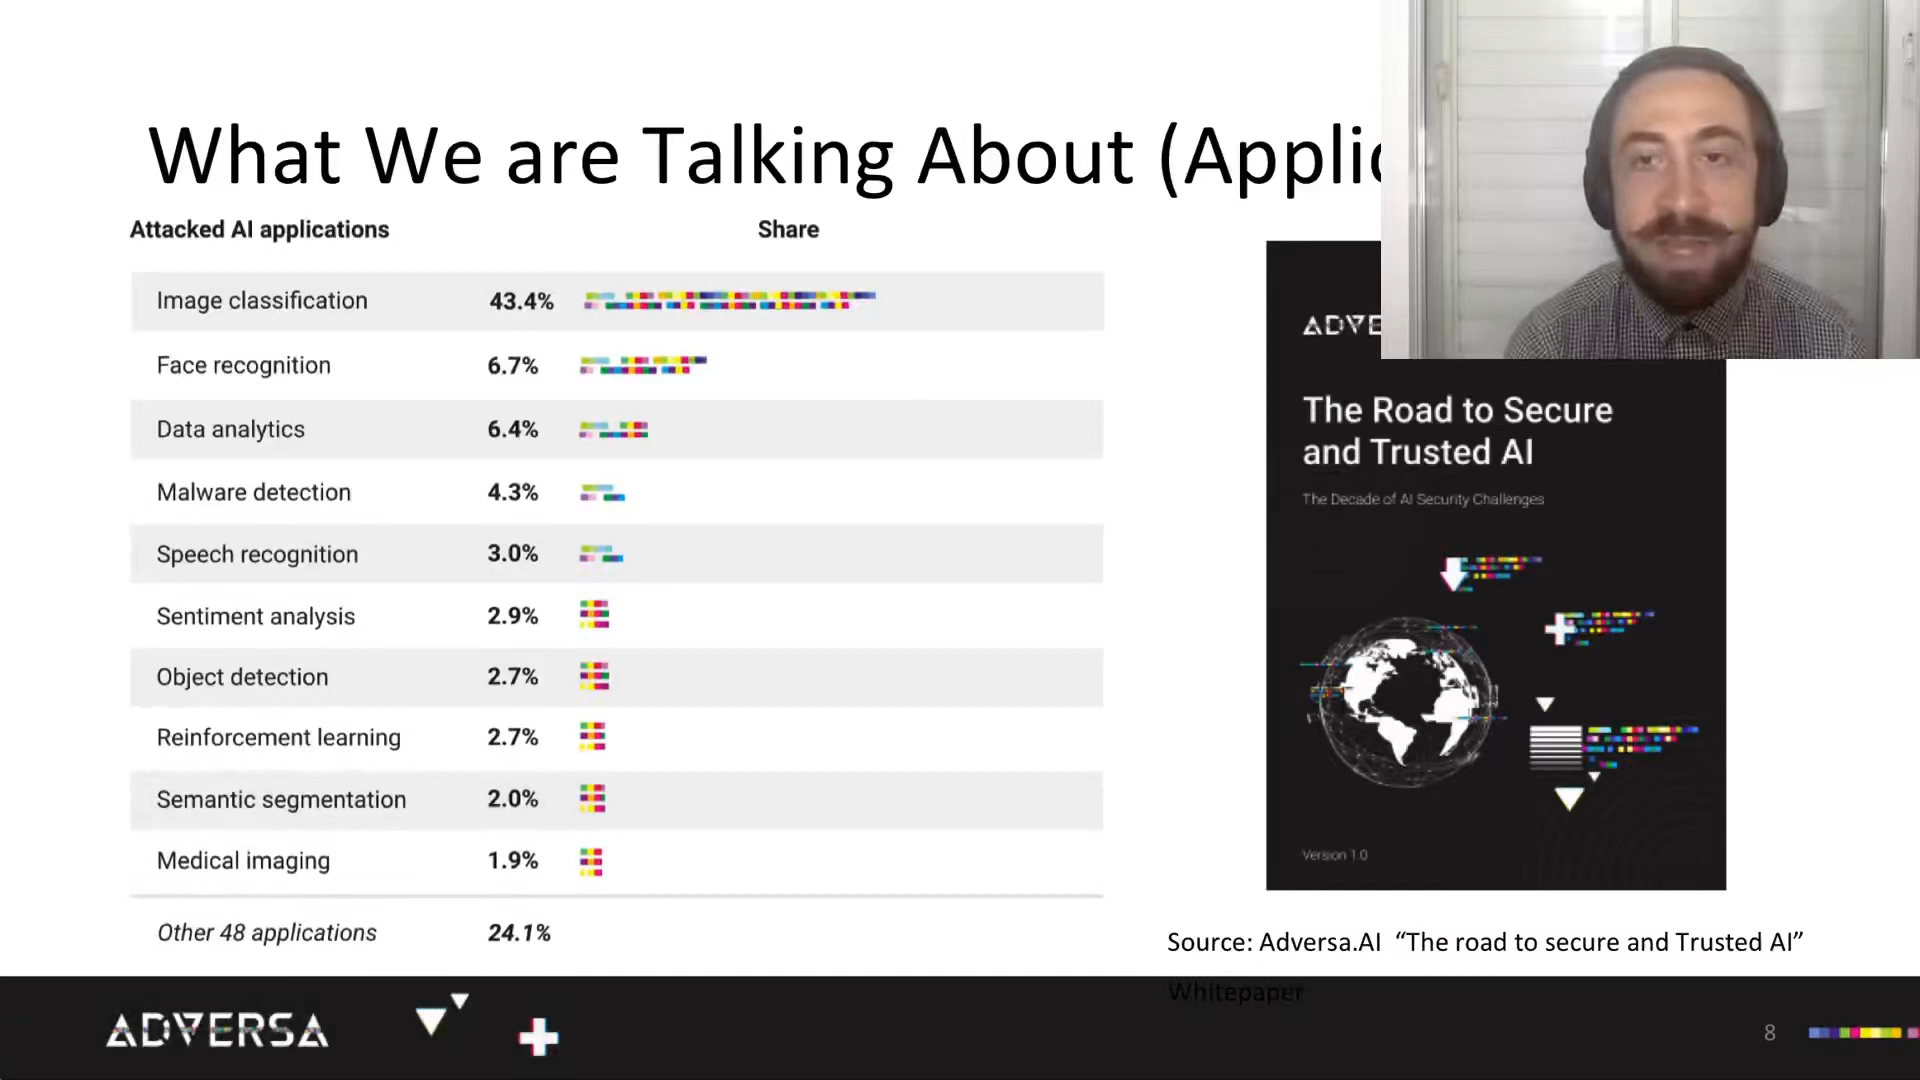 What We are Talking About (Applic
Attacked AI applications Share
Image classification 43.4%
Face recognition 6.7%
Data analytics 6.4%
Malware detection 4.3%
Speech recognition 3.0%
Sentiment analysis 2.9%
Object detection 2.7%
Reinforcement learning 2.7%
Semantic segmentation 2.0%
Medical imaging 1.9%
Other 48 applications 24.1%
ADVE
The Road to Secure
and Trusted AI
The Decade of AI Security Challenges
Version 1.0
Source: Adversa.AI “The road to secure and Trusted AI”
Whitepaper
ADVERSA
8